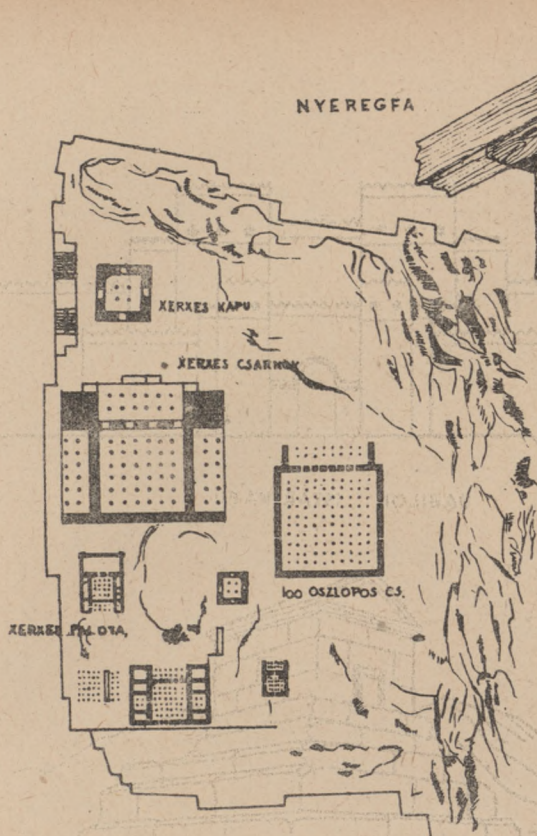 NYEREGFA
XERXES KAPU
XERXES CSARNOK
100 OSZLOPOS CS.
XERXES PALOTA,